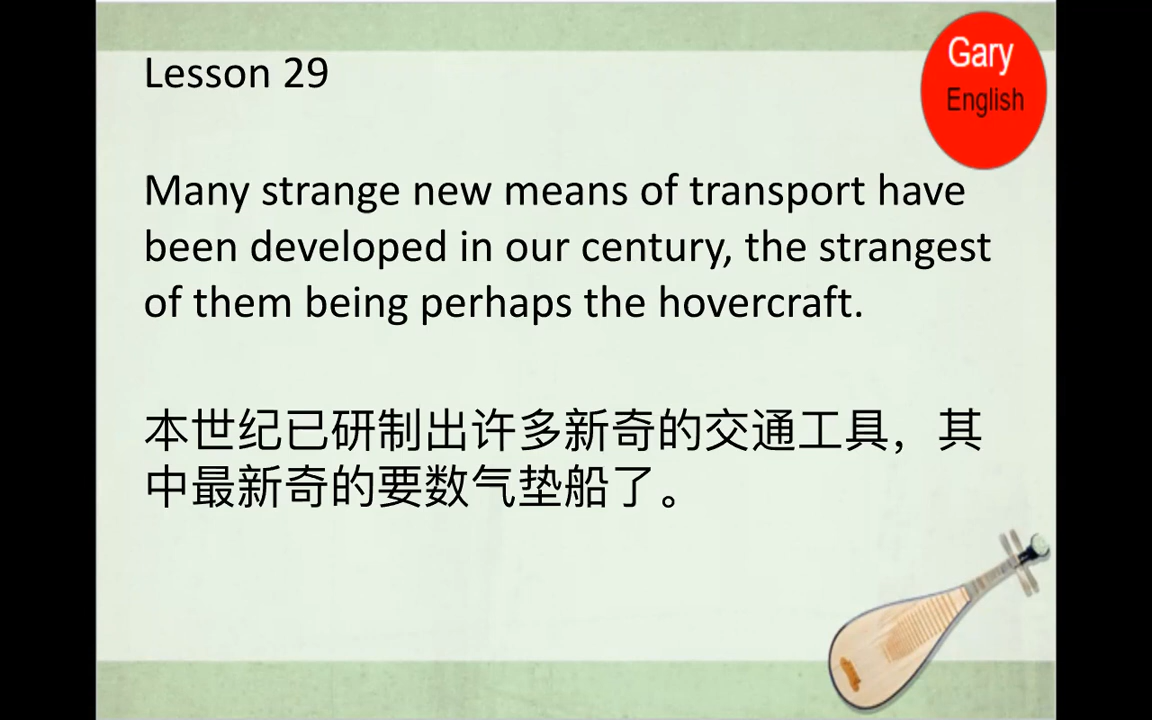 Gary
English
Lesson 29
Many strange new means of transport have
been developed in our century, the strangest
of them being perhaps the hovercraft.
本世纪已研制出许多新奇的交通工具，其
中最新奇的要数气垫船了。